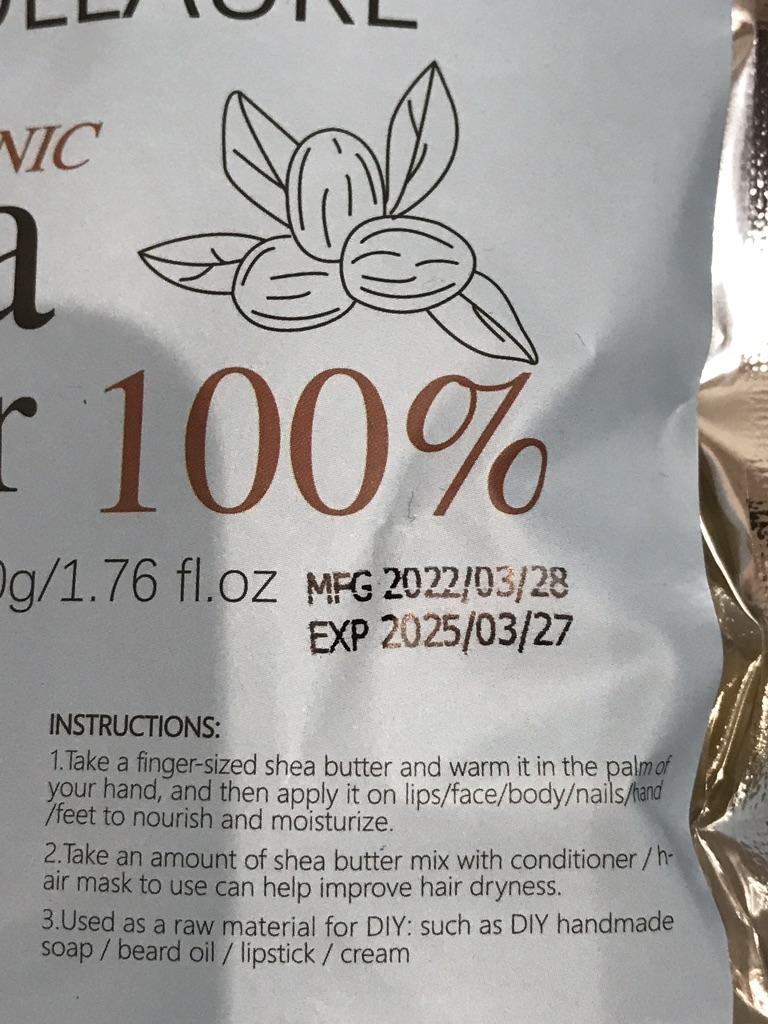 NIC
a
r 100%
0g/1.76 fl.oz MFG 2022/03/28
EXP 2025/03/27
INSTRUCTIONS:
1.Take a finger-sized shea butter and warm it in the palm of
your hand, and then apply it on lips/face/body/nails/hand
/feet to nourish and moisturize.
2.Take an amount of shea butter mix with conditioner / h-
air mask to use can help improve hair dryness.
3.Used as a raw material for DIY: such as DIY handmade
soap / beard oil / lipstick / cream